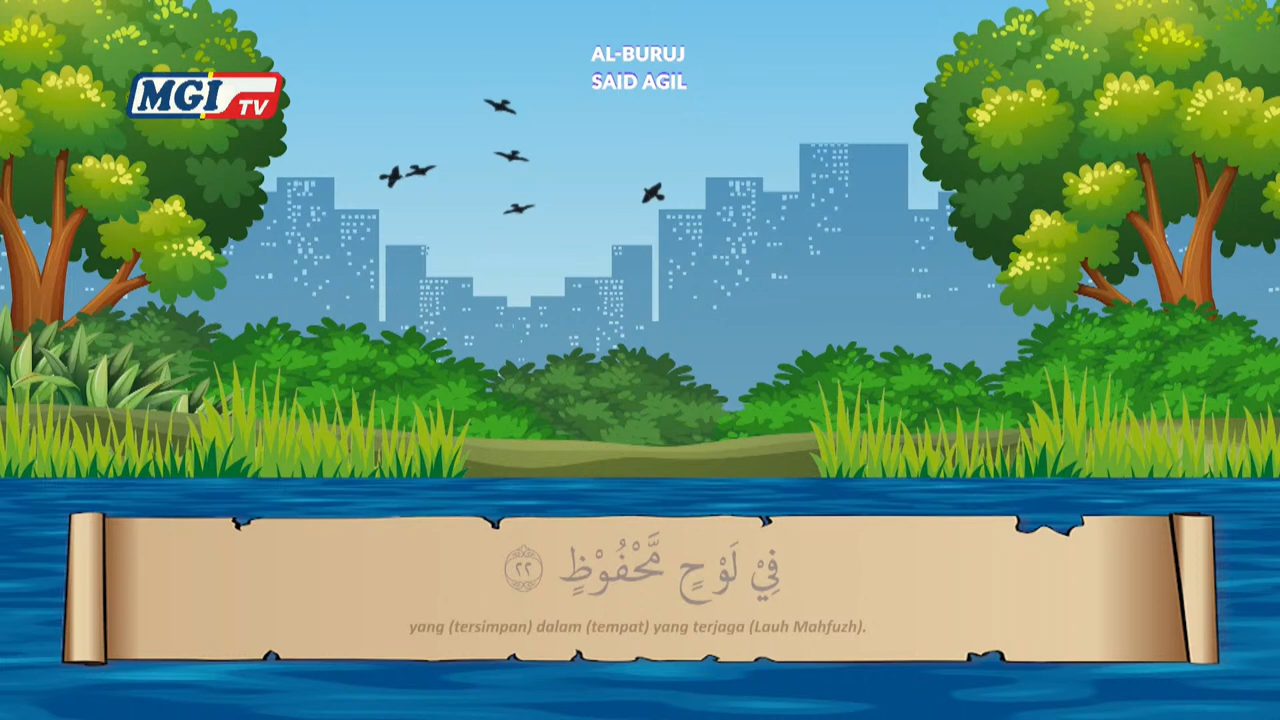 AL-BURUJ
SAID AGIL
MGI TV
فِيْ لَوْحٍ مَّحْفُوْظٍ ۝٢٢
yang (tersimpan) dalam (tempat) yang terjaga (Lauh Mahfuzh).